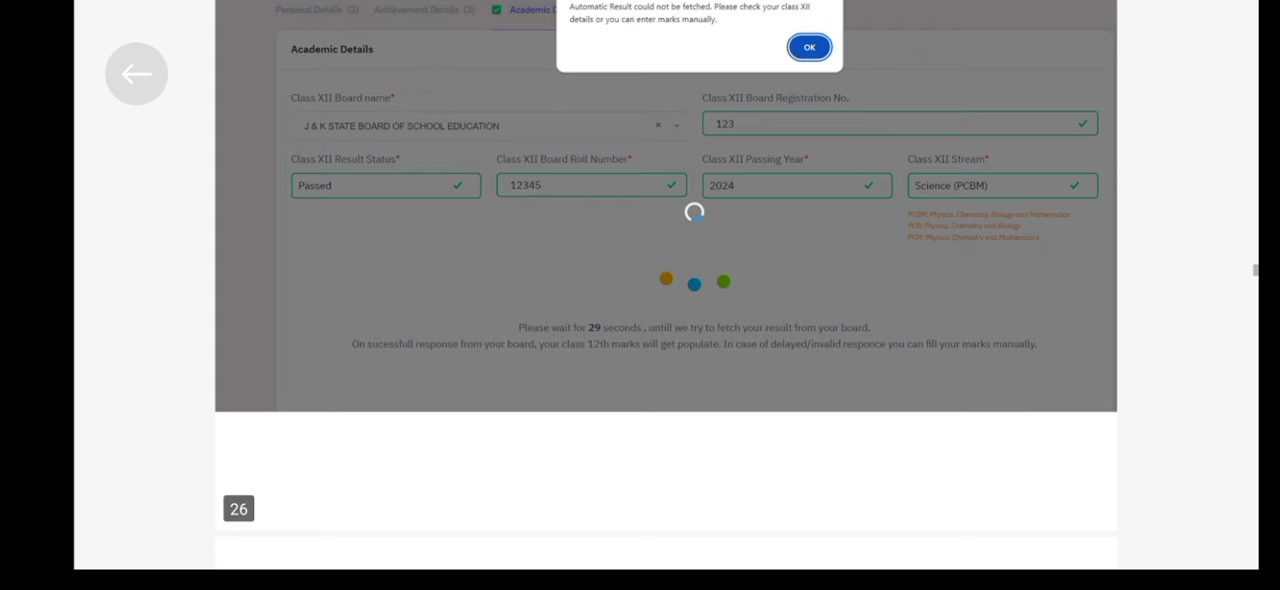 Personal Details (2) Achievement Details (2) Academic D
Automatic Result could not be fetched. Please check your class XII
details or you can enter marks manually.
OK
Academic Details
Class XII Board name*
Class XII Board Registration No.
J & K STATE BOARD OF SCHOOL EDUCATION
123
Class XII Result Status*
Class XII Board Roll Number*
Class XII Passing Year*
Class XII Stream*
Passed
12345
2024
Science (PCBM)
PCBM: Physics, Chemistry, Biology and Mathematics
PCB: Physics, Chemistry and Biology
PCM: Physics, Chemistry and Mathematics
Please wait for 29 seconds , untill we try to fetch your result from your board.
On sucessfull response from your board, your class 12th marks will get populate. In case of delayed/invalid responce you can fill your marks manually.
26